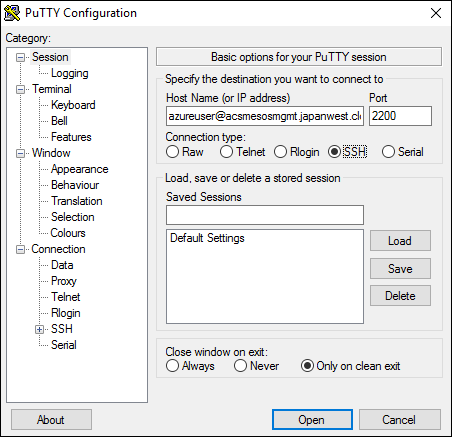 PuTTY Configuration
Category:
Session
Logging
Terminal
Keyboard
Bell
Features
Window
Appearance
Behaviour
Translation
Selection
Colours
Connection
Data
Proxy
Telnet
Rlogin
SSH
Serial
Basic options for your PuTTY session
Specify the destination you want to connect to
Host Name (or IP address) Port
azureuser@acsmesosmgmt.japanwest.cl 2200
Connection type:
Raw Telnet Rlogin SSH Serial
Load, save or delete a stored session
Saved Sessions
Default Settings
Load
Save
Delete
Close window on exit:
Always Never Only on clean exit
About Open Cancel